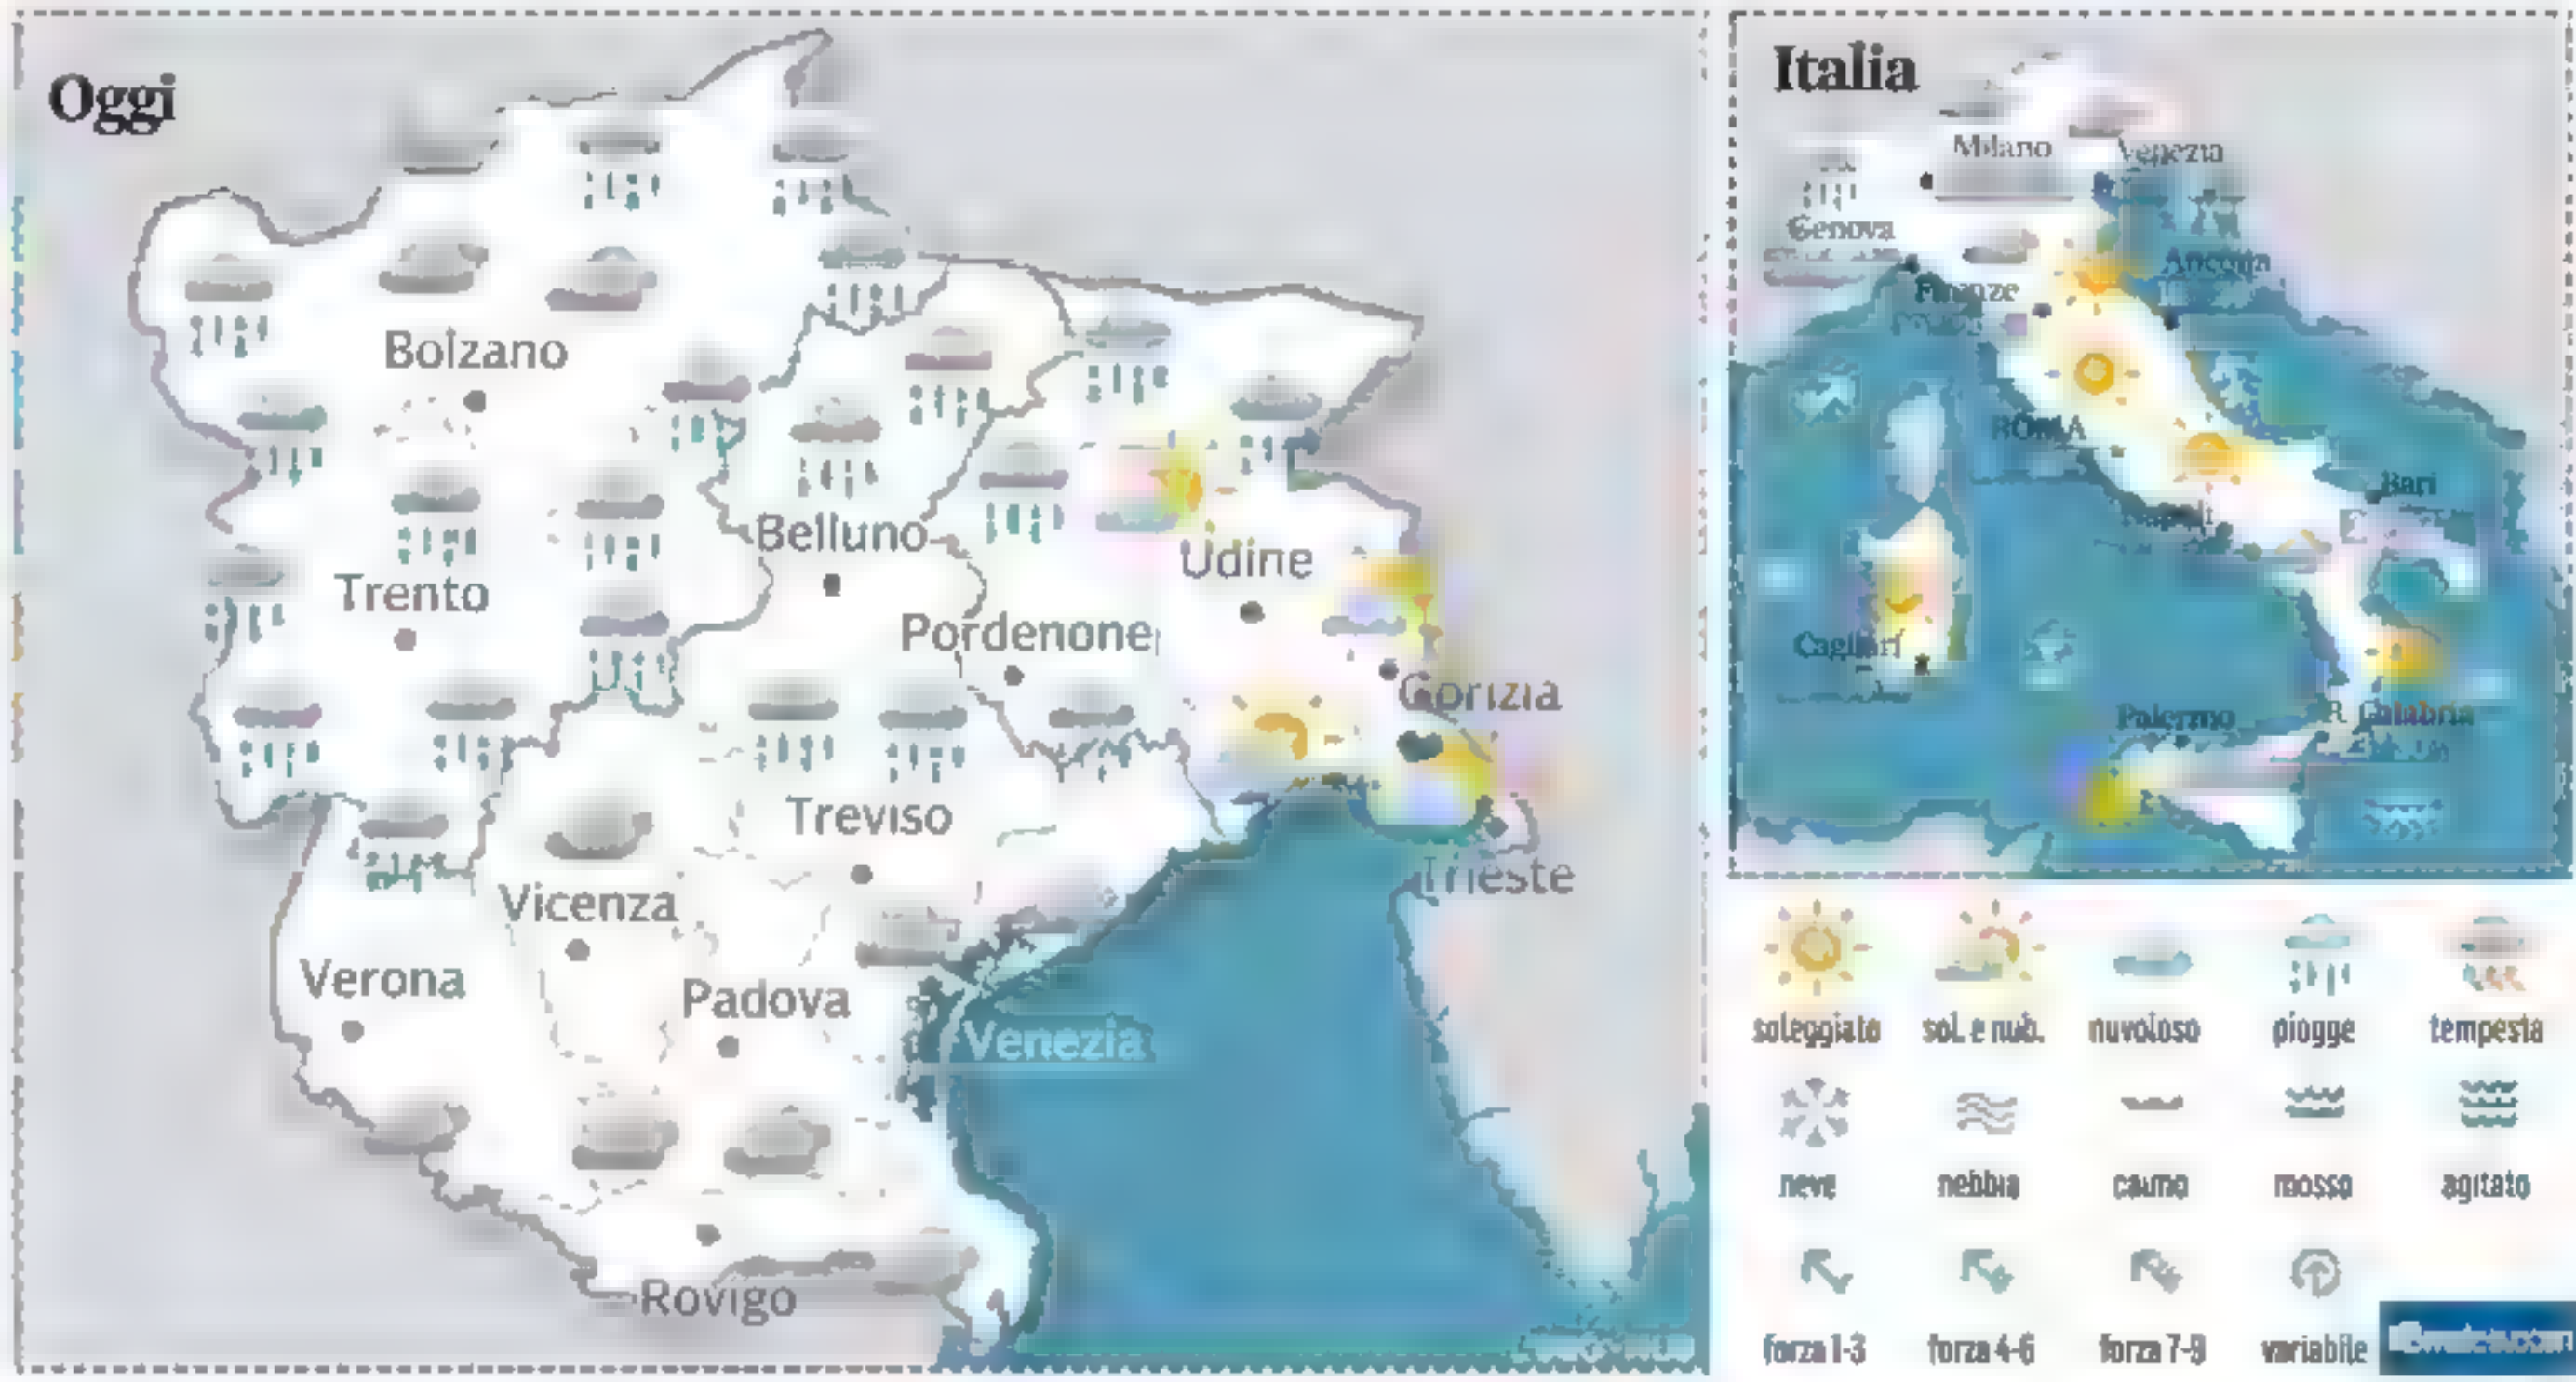 Oggi
Bolzano
Belluno
Udine
Trento
Pordenone
Gorizia
Treviso
Trieste
Vicenza
Verona
Padova
Venezia
Rovigo
Italia
Milano
Venezia
Genova
Ancona
Firenze
ROMA
Bari
Napoli
Cagliari
Palermo
R. Calabria
soleggiato sol. e nub. nuvoloso piogge tempesta
neve nebbia calmo mosso agitato
forza 1-3 forza 4-6 forza 7-9 variabile